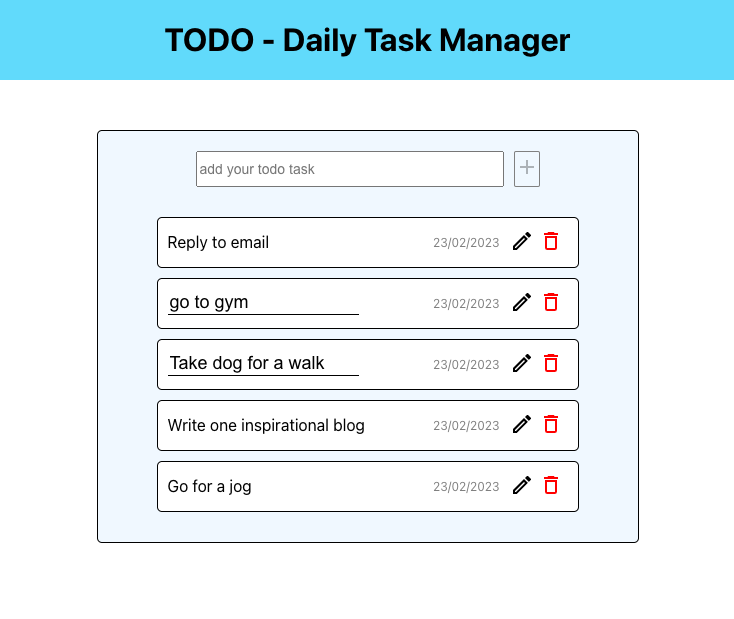 TODO - Daily Task Manager
add your todo task
Reply to email 23/02/2023
go to gym 23/02/2023
Take dog for a walk 23/02/2023
Write one inspirational blog 23/02/2023
Go for a jog 23/02/2023